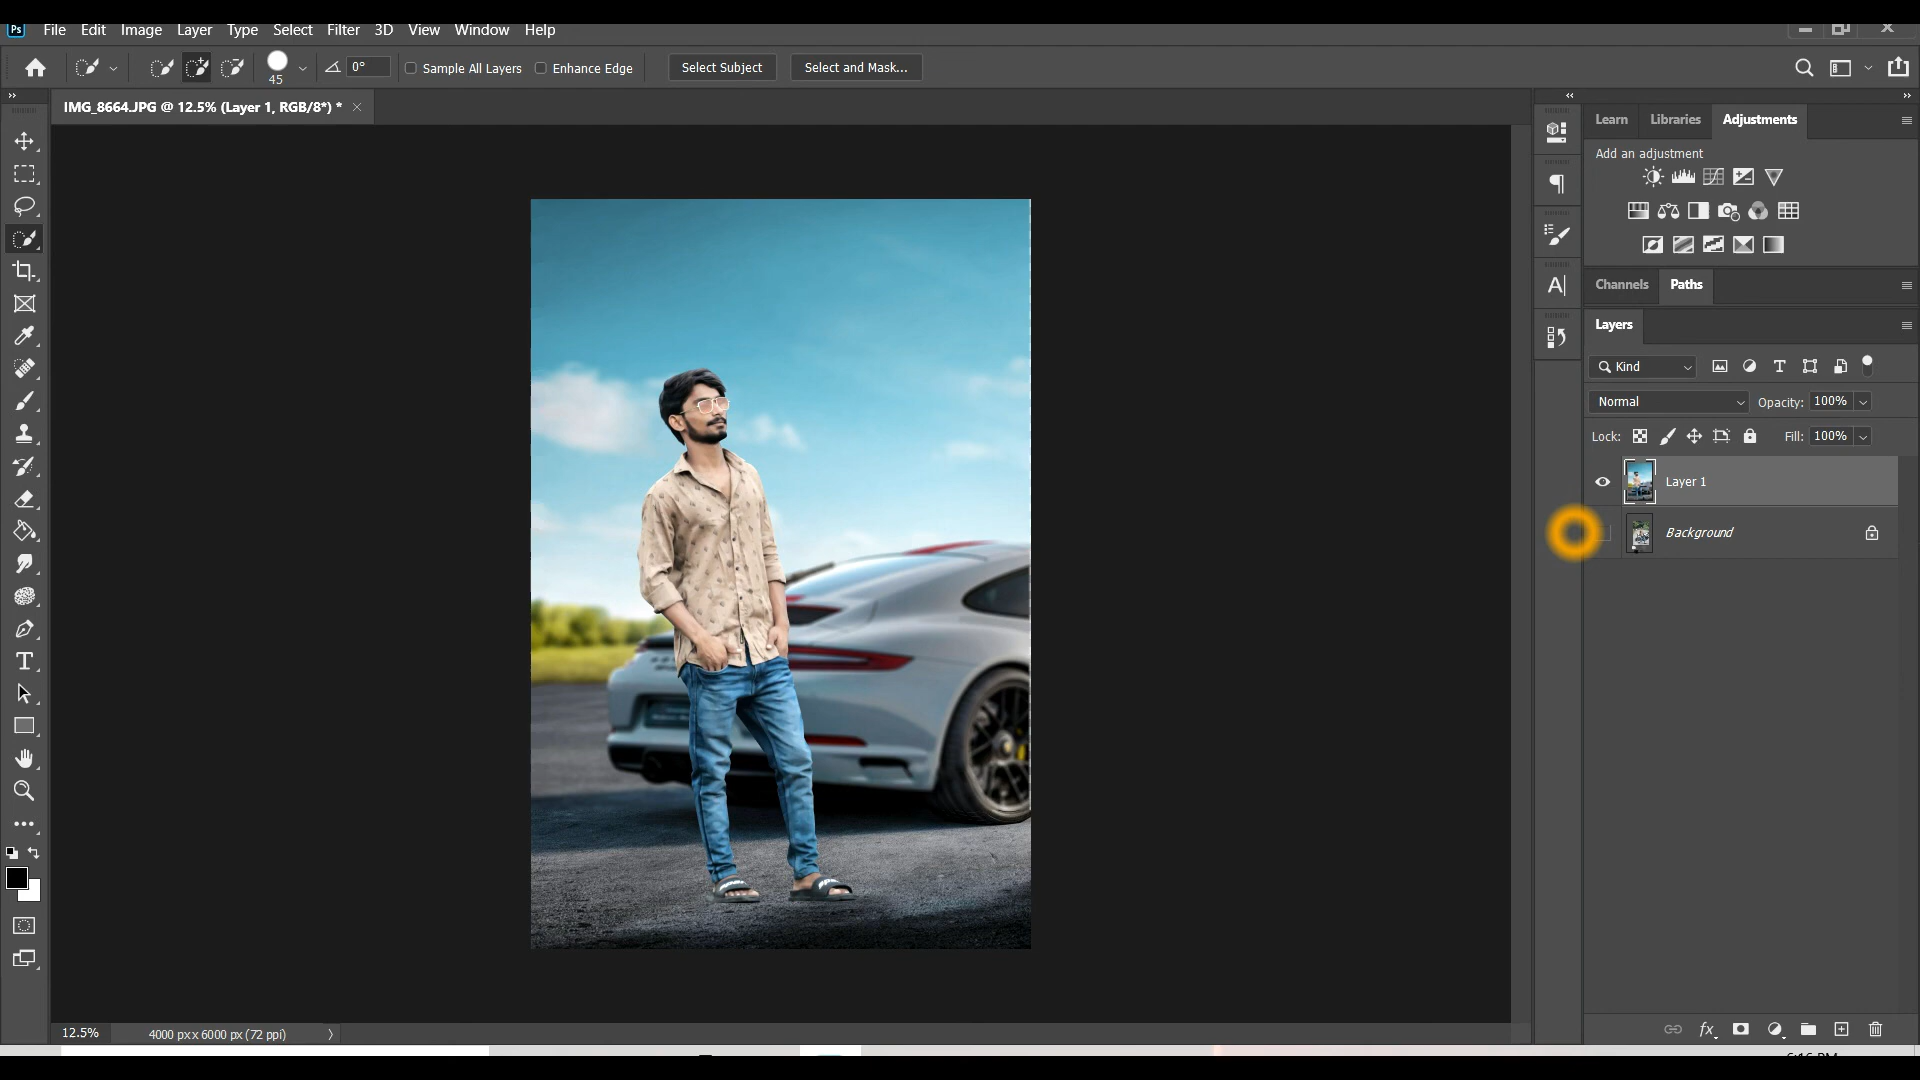 Ps File Edit Image Layer Type Select Filter 3D View Window Help
45 0° Sample All Layers Enhance Edge Select Subject Select and Mask...
IMG_8664.JPG @ 12.5% (Layer 1, RGB/8*) *
Learn Libraries Adjustments
Add an adjustment
Channels Paths
Layers
Kind
Normal Opacity: 100%
Lock: Fill: 100%
Layer 1
Background
12.5% 4000 px x 6000 px (72 ppi)